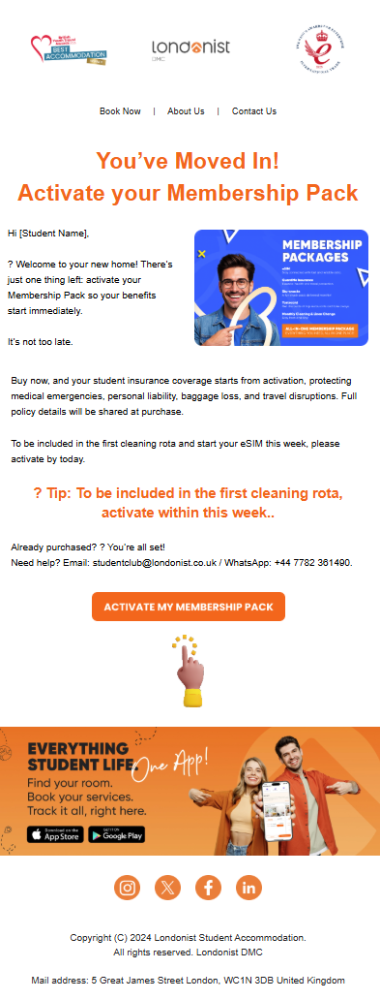 British Youth Travel Awards
BEST
ACCOMMODATION
londonist
DMC
Book Now | About Us | Contact Us
You’ve Moved In!
Activate your Membership Pack
Hi [Student Name],
? Welcome to your new home! There’s
just one thing left: activate your
Membership Pack so your benefits
start immediately.
It’s not too late.
MEMBERSHIP
PACKAGES
eSIM
ALL-IN-ONE MEMBERSHIP PACKAGE
Buy now, and your student insurance coverage starts from activation, protecting
medical emergencies, personal liability, baggage loss, and travel disruptions. Full
policy details will be shared at purchase.
To be included in the first cleaning rota and start your eSIM this week, please
activate by today.
? Tip: To be included in the first cleaning rota,
activate within this week..
Already purchased? ? You’re all set!
Need help? Email: studentclub@londonist.co.uk / WhatsApp: +44 7782 361490.
ACTIVATE MY MEMBERSHIP PACK
EVERYTHING
STUDENT LIFE,
One App!
Find your room.
Book your services.
Track it all, right here.
Download on the
App Store
GET IT ON
Google Play
Copyright (C) 2024 Londonist Student Accommodation.
All rights reserved. Londonist DMC
Mail address: 5 Great James Street London, WC1N 3DB United Kingdom